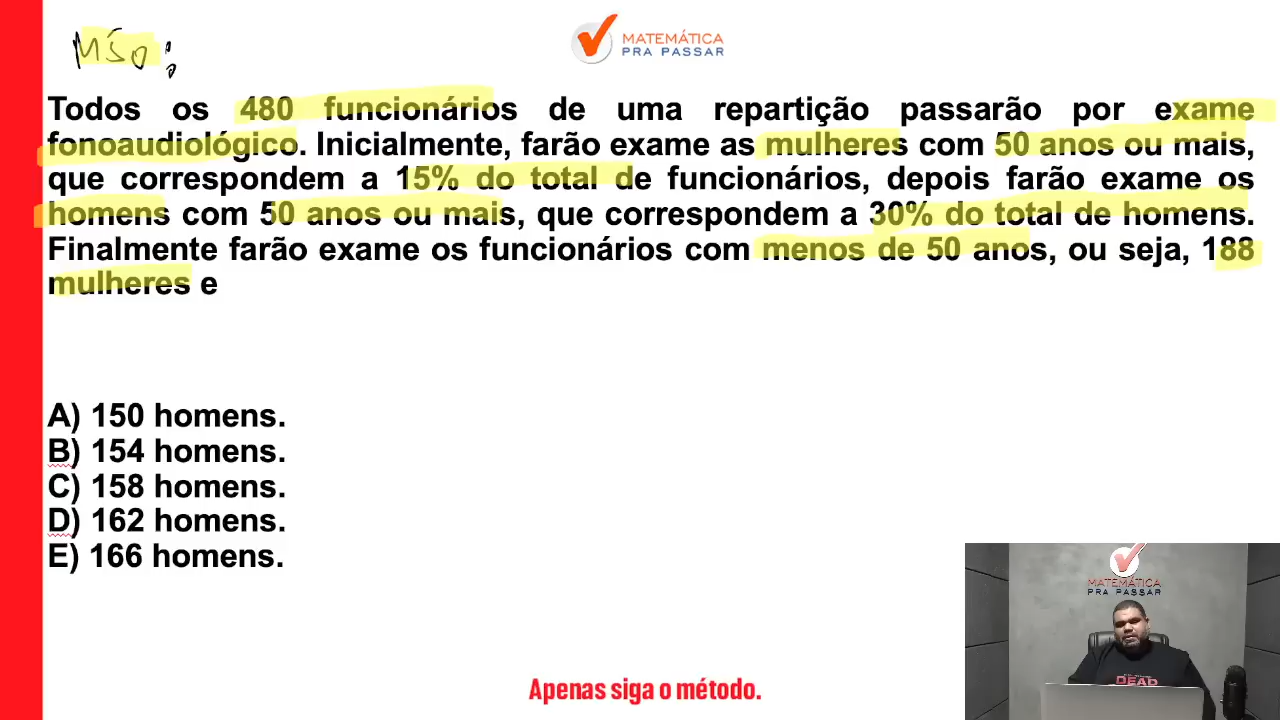 MSO:
MATEMÁTICA
PRA PASSAR
Todos os 480 funcionários de uma repartição passarão por exame
fonoaudiológico. Inicialmente, farão exame as mulheres com 50 anos ou mais,
que correspondem a 15% do total de funcionários, depois farão exame os
homens com 50 anos ou mais, que correspondem a 30% do total de homens.
Finalmente farão exame os funcionários com menos de 50 anos, ou seja, 188
mulheres e
A) 150 homens.
B) 154 homens.
C) 158 homens.
D) 162 homens.
E) 166 homens.
MATEMÁTICA
PRA PASSAR
DEAD
Apenas siga o método.